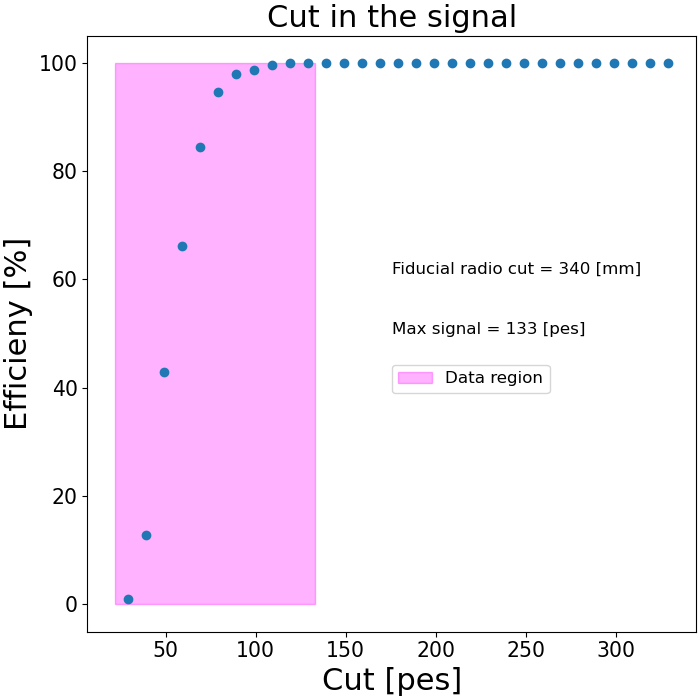 Cut in the signal
Efficieny [%]
100
80
60
40
20
0
Fiducial radio cut = 340 [mm]
Max signal = 133 [pes]
Data region
50 100 150 200 250 300
Cut [pes]